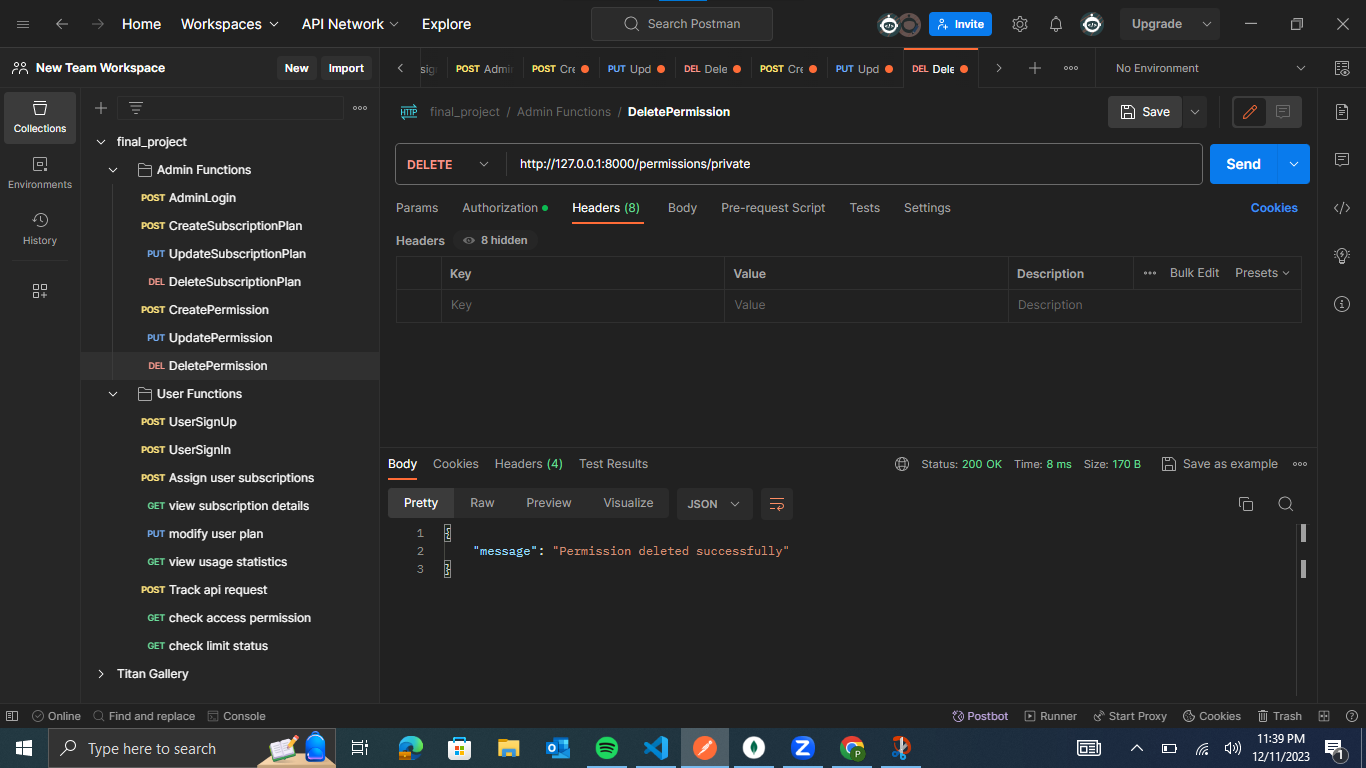 Home Workspaces API Network Explore Search Postman Invite Upgrade
New Team Workspace New Import
POST Admin POST Cre PUT Upd DEL Dele POST Cre PUT Upd DEL Dele No Environment
Collections
Environments
History
final_project
Admin Functions
POST AdminLogin
POST CreateSubscriptionPlan
PUT UpdateSubscriptionPlan
DEL DeleteSubscriptionPlan
POST CreatePermission
PUT UpdatePermission
DEL DeletePermission
User Functions
POST UserSignUp
POST UserSignIn
POST Assign user subscriptions
GET view subscription details
PUT modify user plan
GET view usage statistics
POST Track api request
GET check access permission
GET check limit status
Titan Gallery
HTTP final_project / Admin Functions / DeletePermission Save
DELETE http://127.0.0.1:8000/permissions/private Send
Params Authorization Headers (8) Body Pre-request Script Tests Settings Cookies
Headers 8 hidden
Key Value Description Bulk Edit Presets
Key Value Description
Body Cookies Headers (4) Test Results Status: 200 OK Time: 8 ms Size: 170 B Save as example
Pretty Raw Preview Visualize JSON
1 {
2 "message": "Permission deleted successfully"
3 }
Online Find and replace Console Postbot Runner Start Proxy Cookies Trash
Type here to search
11:39 PM
12/11/2023
1